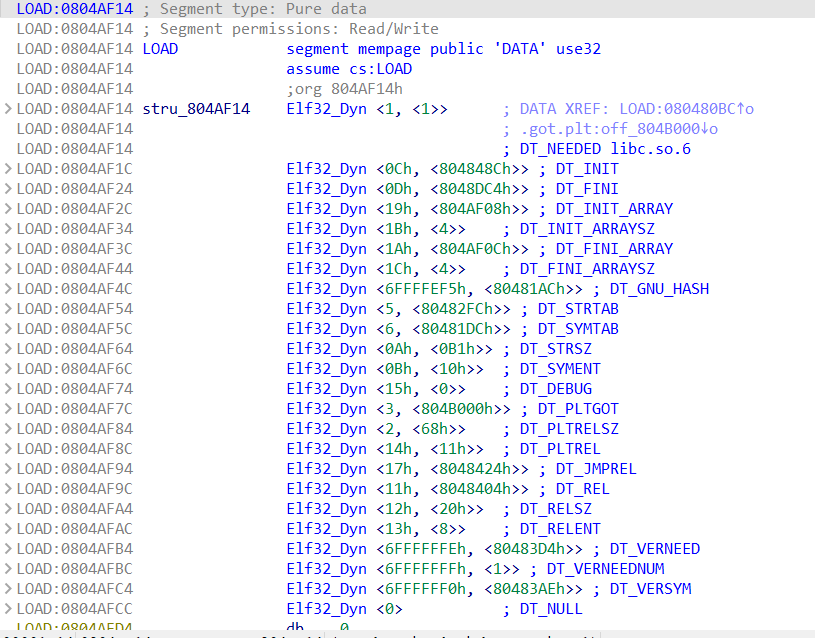 LOAD:0804AF14 ; Segment type: Pure data
LOAD:0804AF14 ; Segment permissions: Read/Write
LOAD:0804AF14 LOAD segment mempage public 'DATA' use32
LOAD:0804AF14 assume cs:LOAD
LOAD:0804AF14 ;org 804AF14h
LOAD:0804AF14 stru_804AF14 Elf32_Dyn <1, <1>> ; DATA XREF: LOAD:080480BC↑o
LOAD:0804AF14 ; .got.plt:off_804B000↓o
LOAD:0804AF14 ; DT_NEEDED libc.so.6
LOAD:0804AF1C Elf32_Dyn <0Ch, <804848Ch>> ; DT_INIT
LOAD:0804AF24 Elf32_Dyn <0Dh, <8048DC4h>> ; DT_FINI
LOAD:0804AF2C Elf32_Dyn <19h, <804AF08h>> ; DT_INIT_ARRAY
LOAD:0804AF34 Elf32_Dyn <1Bh, <4>> ; DT_INIT_ARRAYSZ
LOAD:0804AF3C Elf32_Dyn <1Ah, <804AF0Ch>> ; DT_FINI_ARRAY
LOAD:0804AF44 Elf32_Dyn <1Ch, <4>> ; DT_FINI_ARRAYSZ
LOAD:0804AF4C Elf32_Dyn <6FFFFEF5h, <80481ACh>> ; DT_GNU_HASH
LOAD:0804AF54 Elf32_Dyn <5, <80482FCh>> ; DT_STRTAB
LOAD:0804AF5C Elf32_Dyn <6, <80481DCh>> ; DT_SYMTAB
LOAD:0804AF64 Elf32_Dyn <0Ah, <0B1h>> ; DT_STRSZ
LOAD:0804AF6C Elf32_Dyn <0Bh, <10h>> ; DT_SYMENT
LOAD:0804AF74 Elf32_Dyn <15h, <0>> ; DT_DEBUG
LOAD:0804AF7C Elf32_Dyn <3, <804B000h>> ; DT_PLTGOT
LOAD:0804AF84 Elf32_Dyn <2, <68h>> ; DT_PLTRELSZ
LOAD:0804AF8C Elf32_Dyn <14h, <11h>> ; DT_PLTREL
LOAD:0804AF94 Elf32_Dyn <17h, <8048424h>> ; DT_JMPREL
LOAD:0804AF9C Elf32_Dyn <11h, <8048404h>> ; DT_REL
LOAD:0804AFA4 Elf32_Dyn <12h, <20h>> ; DT_RELSZ
LOAD:0804AFAC Elf32_Dyn <13h, <8>> ; DT_RELENT
LOAD:0804AFB4 Elf32_Dyn <6FFFFFFEh, <80483D4h>> ; DT_VERNEED
LOAD:0804AFBC Elf32_Dyn <6FFFFFFFh, <1>> ; DT_VERNEEDNUM
LOAD:0804AFC4 Elf32_Dyn <6FFFFFF0h, <80483AEh>> ; DT_VERSYM
LOAD:0804AFCC Elf32_Dyn <0> ; DT_NULL
LOAD:0804AFD4 db 0